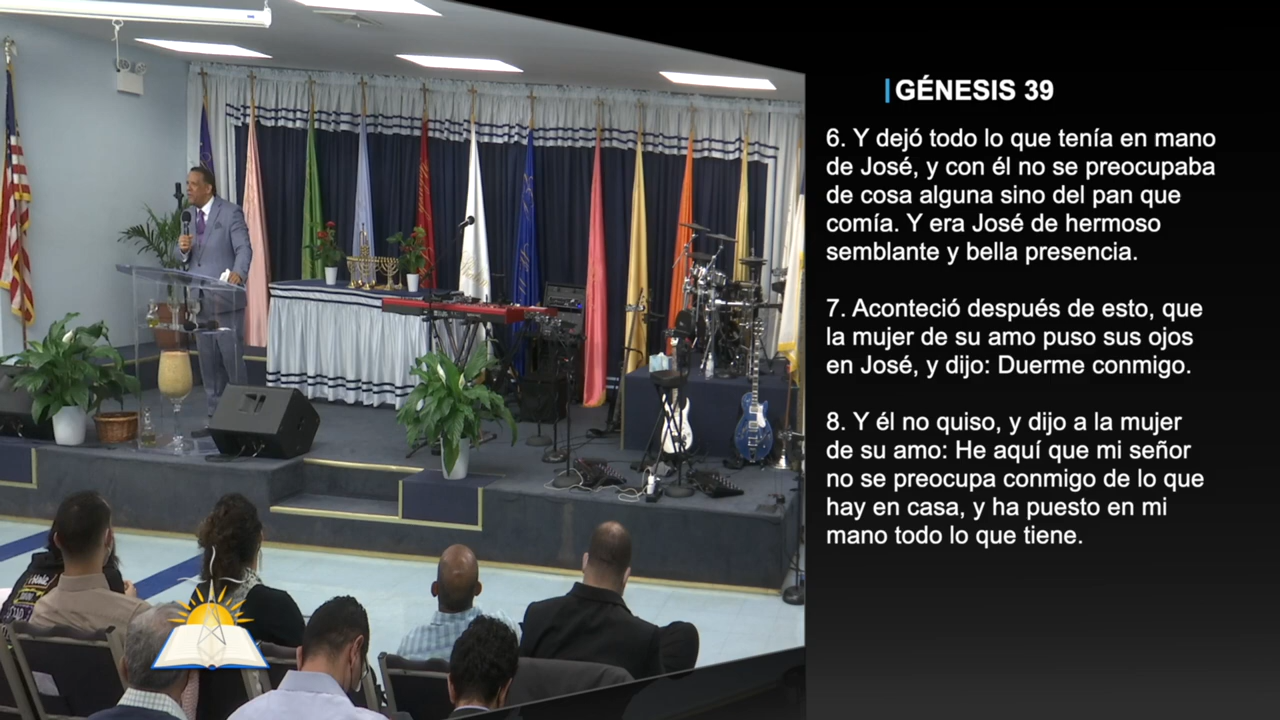 GÉNESIS 39
6. Y dejó todo lo que tenía en mano
de José, y con él no se preocupaba
de cosa alguna sino del pan que
comía. Y era José de hermoso
semblante y bella presencia.
7. Aconteció después de esto, que
la mujer de su amo puso sus ojos
en José, y dijo: Duerme conmigo.
8. Y él no quiso, y dijo a la mujer
de su amo: He aquí que mi señor
no se preocupa conmigo de lo que
hay en casa, y ha puesto en mi
mano todo lo que tiene.